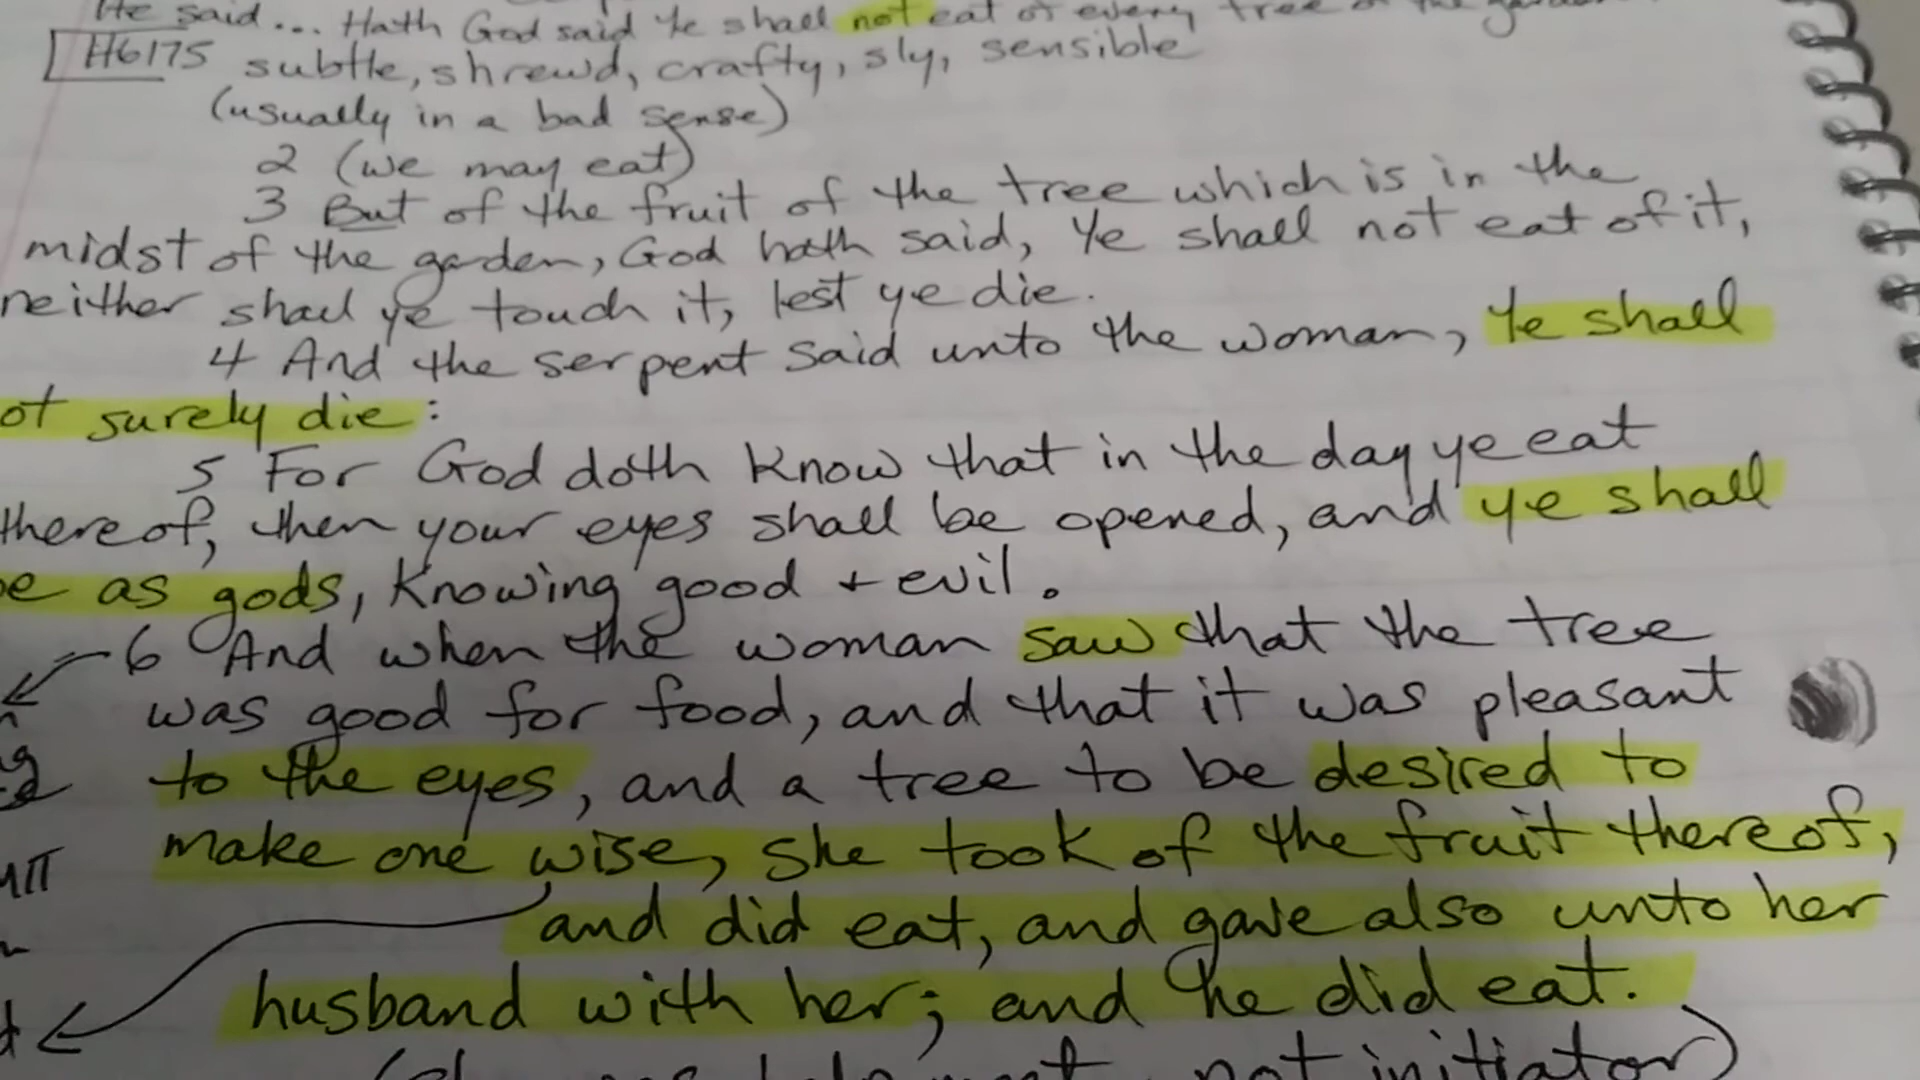 He said... Hath God said Ye shall not eat of every tree of the
H6175 subtle, shrewd, crafty, sly, sensible
(usually in a bad sense)
2 (we may eat)
3 But of the fruit of the tree which is in the
midst of the garden, God hath said, Ye shall not eat of it,
neither shall ye touch it, lest ye die.
4 And the serpent said unto the woman, Ye shall
ot surely die:
5 For God doth know that in the day ye eat
thereof, then your eyes shall be opened, and ye shall
be as gods, knowing good + evil.
6 And when the woman saw that the tree
was good for food, and that it was pleasant
to the eyes, and a tree to be desired to
make one wise, she took of the fruit thereof,
and did eat, and gave also unto her
husband with her; and he did eat.
not initiator)